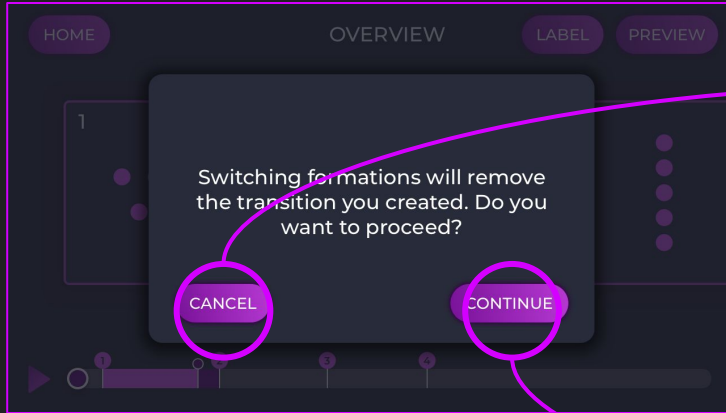 HOME
OVERVIEW
LABEL
PREVIEW
1
Switching formations will remove
the transition you created. Do you
want to proceed?
CANCEL
CONTINUE
1
2
3
4